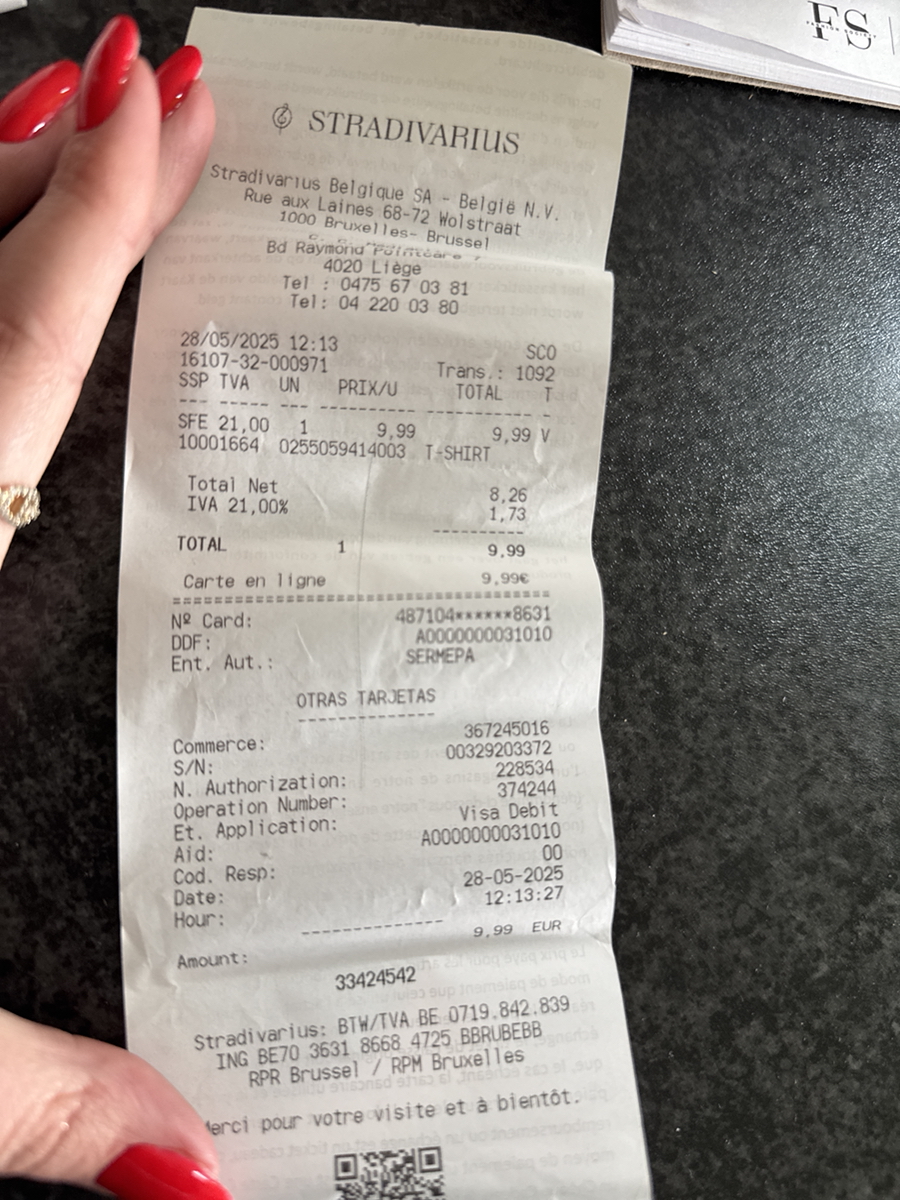 FS
FASHION SOCIETY
STRADIVARIUS
Stradivarius Belgique SA - België N.V.
Rue aux Laines 68-72 Wolstraat
1000 Bruxelles- Brussel
Bd Raymond Pointcare 7
4020 Liège
Tel : 0475 67 03 81
Tel: 04 220 03 80
28/05/2025 12:13 SCO
16107-32-000971 Trans.: 1092
SSP TVA UN PRIX/U TOTAL T
--- ----- --- ---------- ------------ ---
SFE 21,00 1 9,99 9,99 V
10001664 0255059414003 T-SHIRT
Total Net 8,26
IVA 21,00% 1,73
-----------
TOTAL 1 9,99
Carte en ligne 9,99€
==============================================
Nº Card: 487104******8631
DDF: A0000000031010
Ent. Aut.: SERMEPA
OTRAS TARJETAS
--------------
Commerce: 367245016
S/N: 00329203372
N. Authorization: 228534
Operation Number: 374244
Et. Application: Visa Debit
Aid: A0000000031010
Cod. Resp: 00
Date: 28-05-2025
Hour: 12:13:27
--------------
Amount: 9,99 EUR
33424542
Stradivarius: BTW/TVA BE 0719.842.839
ING BE70 3631 8668 4725 BBRUBEBB
RPR Brussel / RPM Bruxelles
Merci pour votre visite et à bientôt.